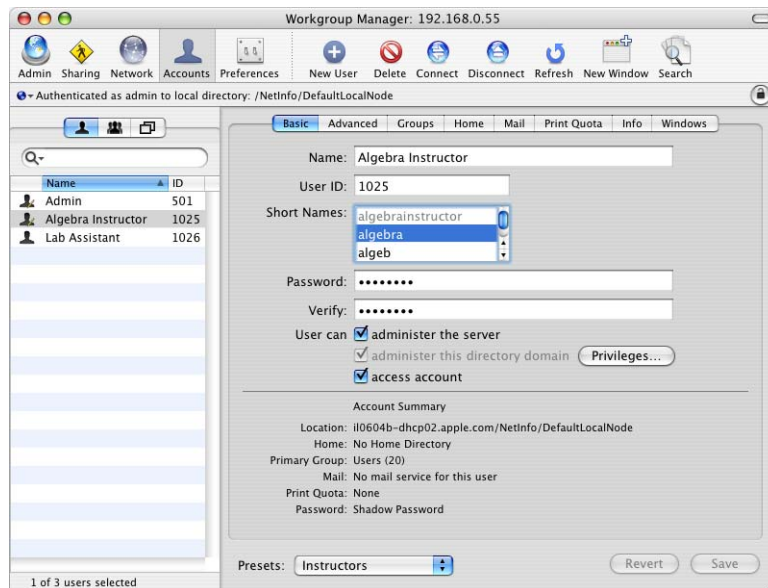 Workgroup Manager: 192.168.0.55
Admin Sharing Network Accounts Preferences New User Delete Connect Disconnect Refresh New Window Search
Authenticated as admin to local directory: /NetInfo/DefaultLocalNode
Basic Advanced Groups Home Mail Print Quota Info Windows
Name ID
Admin 501
Algebra Instructor 1025
Lab Assistant 1026
1 of 3 users selected
Name: Algebra Instructor
User ID: 1025
Short Names: algebrainstructor
algebra
algeb
Password: ••••••••
Verify: ••••••••
User can administer the server
administer this directory domain Privileges...
access account
Account Summary
Location: il0604b-dhcp02.apple.com/NetInfo/DefaultLocalNode
Home: No Home Directory
Primary Group: Users (20)
Mail: No mail service for this user
Print Quota: None
Password: Shadow Password
Presets: Instructors Revert Save